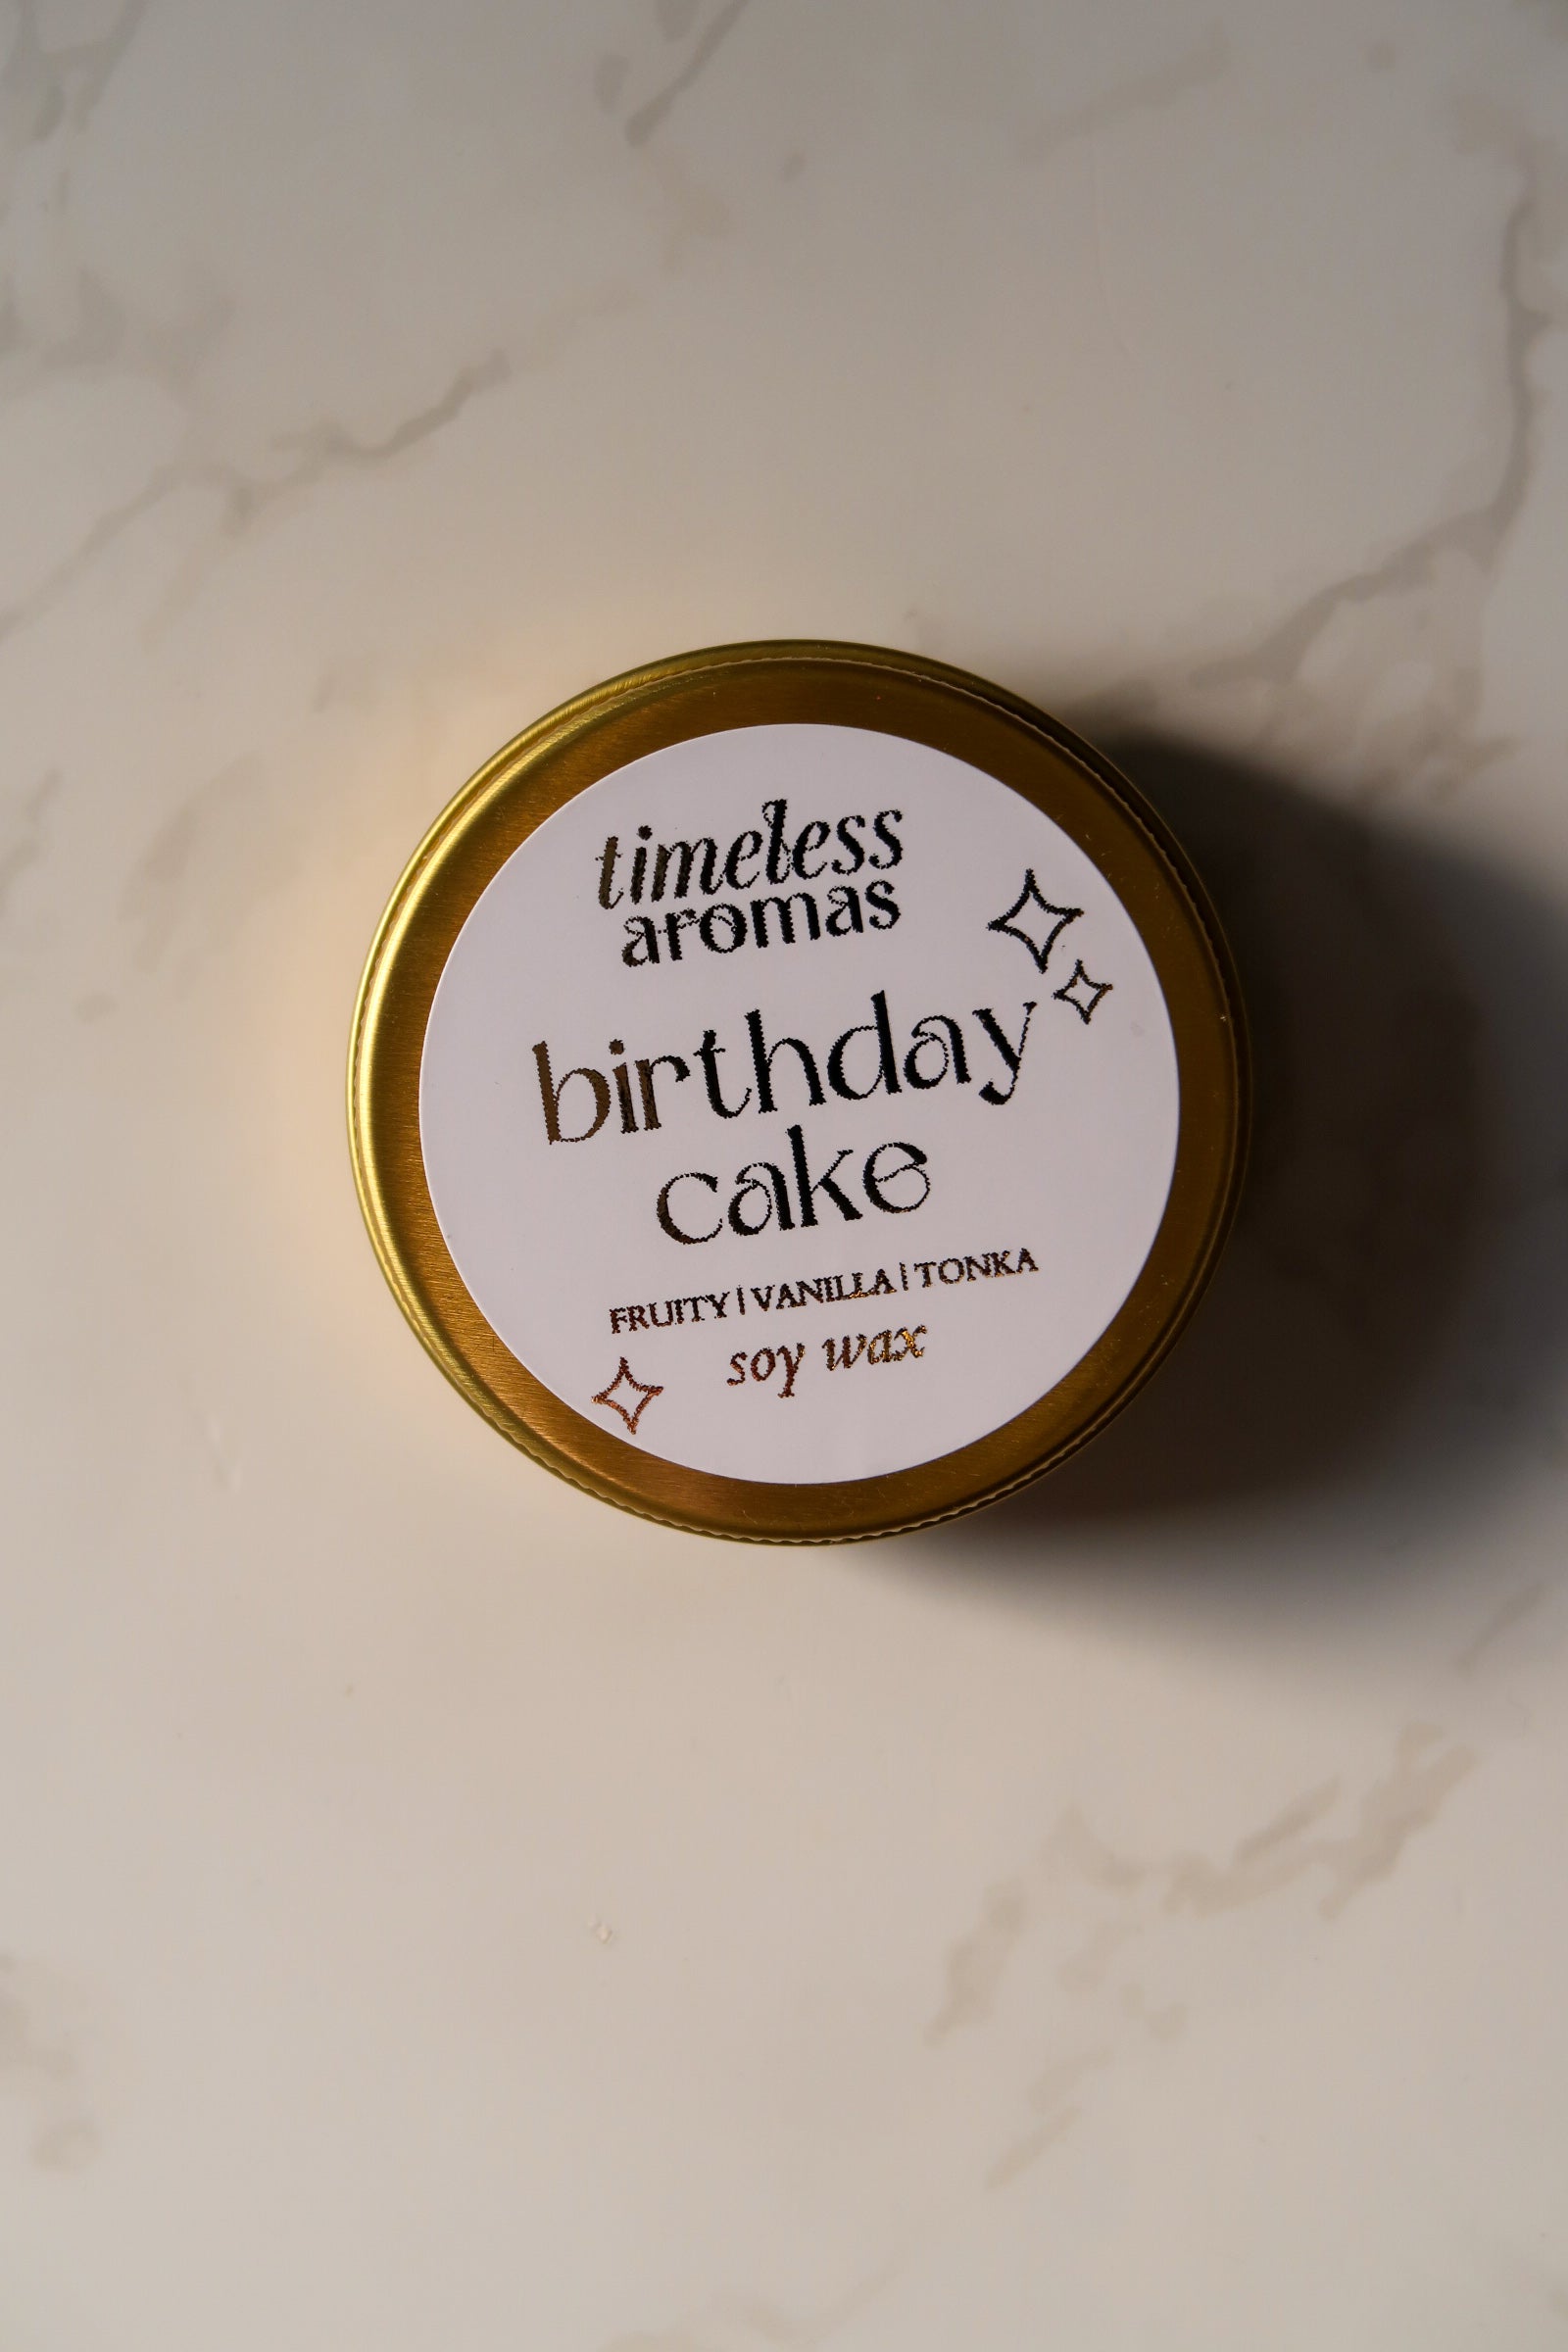 timeless
aromas
birthday
cake
FRUITY | VANILLA | TONKA
soy wax